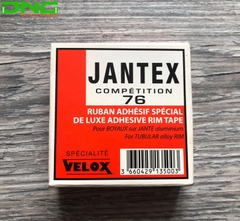 DNG
JANTEX
COMPÉTITION
76
RUBAN ADHÉSIF SPÉCIAL
DE LUXE ADHESIVE RIM TAPE
Pour BOYAUX sur JANTE aluminium
For TUBULAR alloy RIM
SPÉCIALITÉ
VELOX
3 660429 135003